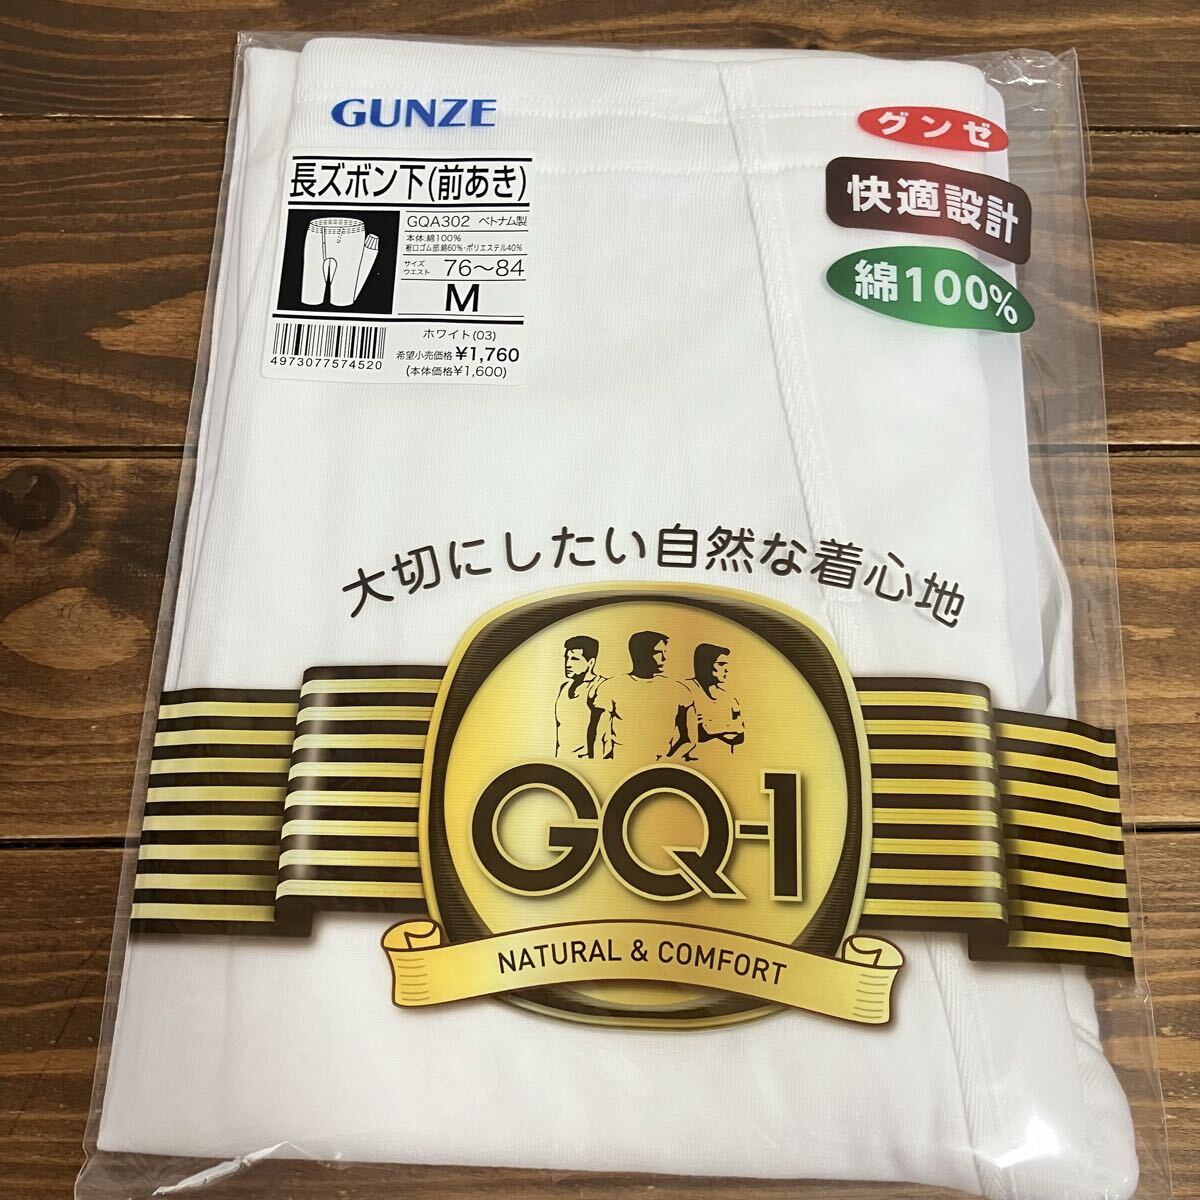 GUNZE
長ズボン下(前あき)
GQA302 ベトナム製
本体:綿100%
裾口ゴム部:綿60%・ポリエステル40%
サイズ
ウエスト 76〜84
M
ホワイト(03)
4973077574520
希望小売価格 ¥1,760
(本体価格¥1,600)
グンゼ
快適設計
綿100%
大切にしたい自然な着心地
GQ-1
NATURAL & COMFORT